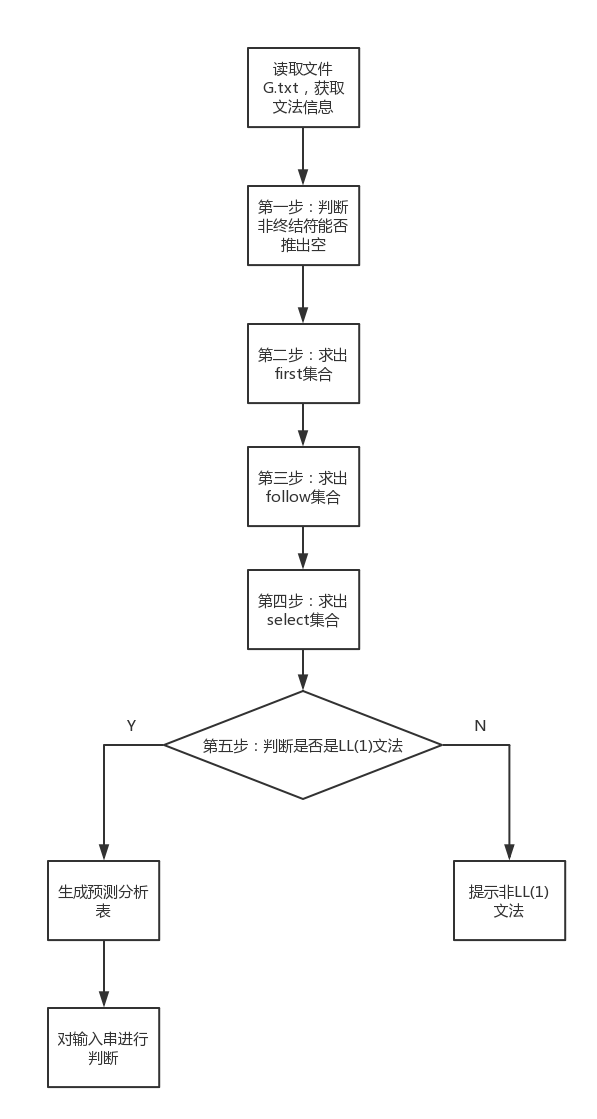 读取文件
G.txt，获取
文法信息
第一步：判断
非终结符能否
推出空
第二步：求出
first集合
第三步：求出
follow集合
第四步：求出
select集合
Y
N
第五步：判断是否是LL(1)文法
生成预测分析
表
提示非LL(1)
文法
对输入串进行
判断